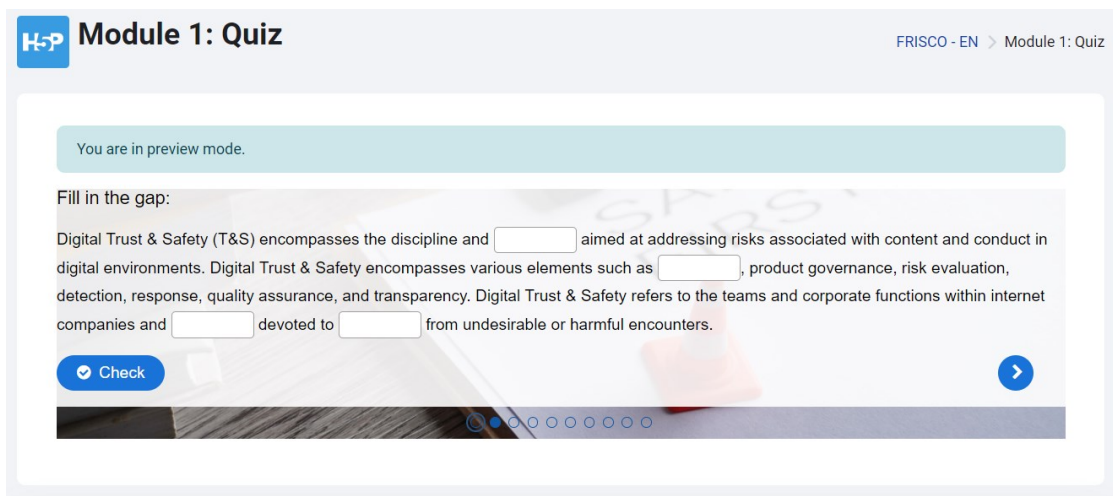 H5P
Module 1: Quiz
FRISCO - EN > Module 1: Quiz
You are in preview mode.
Fill in the gap:
Digital Trust & Safety (T&S) encompasses the discipline and aimed at addressing risks associated with content and conduct in
digital environments. Digital Trust & Safety encompasses various elements such as , product governance, risk evaluation,
detection, response, quality assurance, and transparency. Digital Trust & Safety refers to the teams and corporate functions within internet
companies and devoted to from undesirable or harmful encounters.
Check